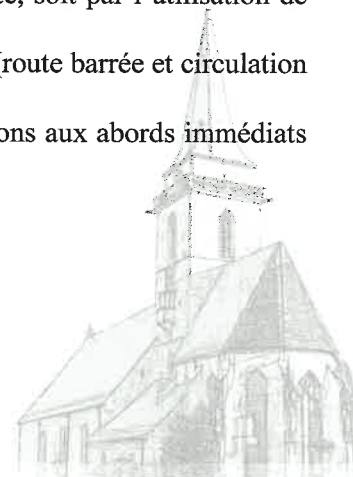 soit par l'utilisation de
route barrée et circulation
ons aux abords immédiats